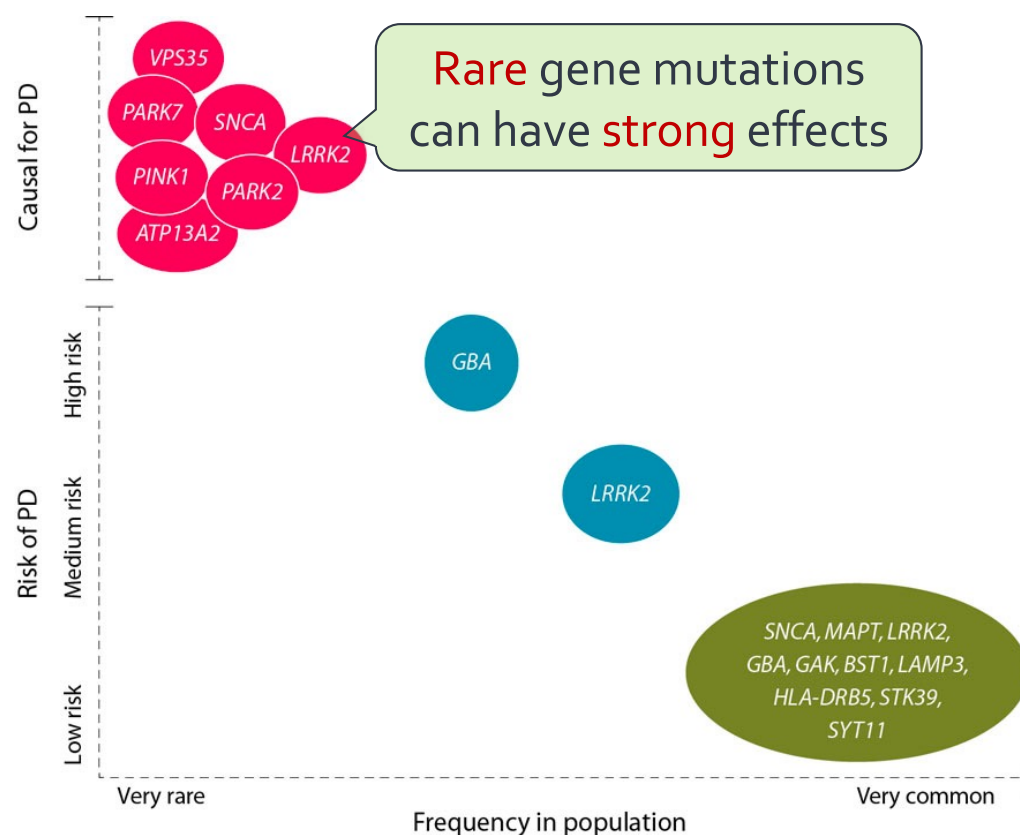 Causal for PD
VPS35
PARK7
SNCA
LRRK2
PINK1
PARK2
ATP13A2
Rare gene mutations
can have strong effects
Risk of PD
High risk
Medium risk
Low risk
GBA
LRRK2
SNCA, MAPT, LRRK2,
GBA, GAK, BST1, LAMP3,
HLA-DRB5, STK39,
SYT11
Very rare
Very common
Frequency in population